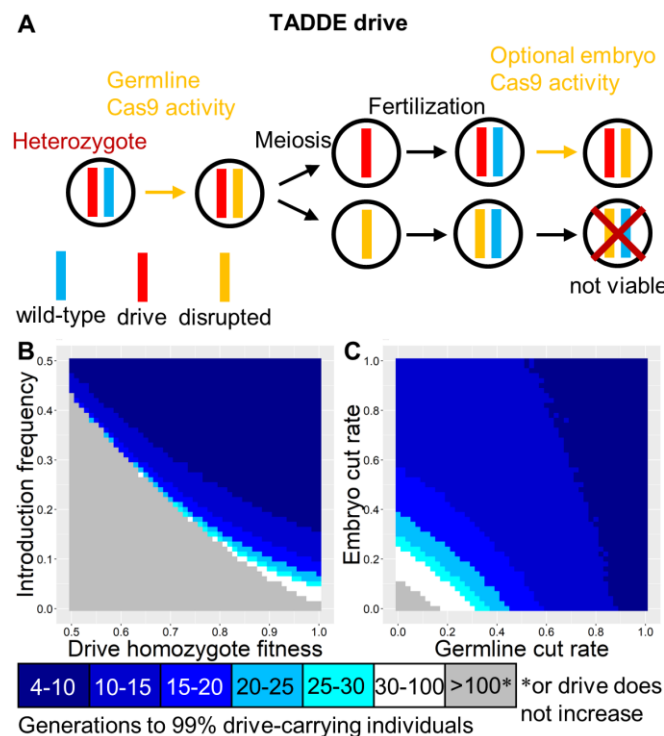 A
TADDE drive
Germline
Cas9 activity
Optional embryo
Cas9 activity
Fertilization
Heterozygote
Meiosis
wild-type drive disrupted
not viable
B
C
Introduction frequency
0.5
0.4
0.3
0.2
0.1
0.0
0.5 0.6 0.7 0.8 0.9 1.0
Drive homozygote fitness
Embryo cut rate
1.0
0.8
0.6
0.4
0.2
0.0
0.0 0.2 0.4 0.6 0.8 1.0
Germline cut rate
4-10 10-15 15-20 20-25 25-30 30-100 >100* *or drive does
not increase
Generations to 99% drive-carrying individuals